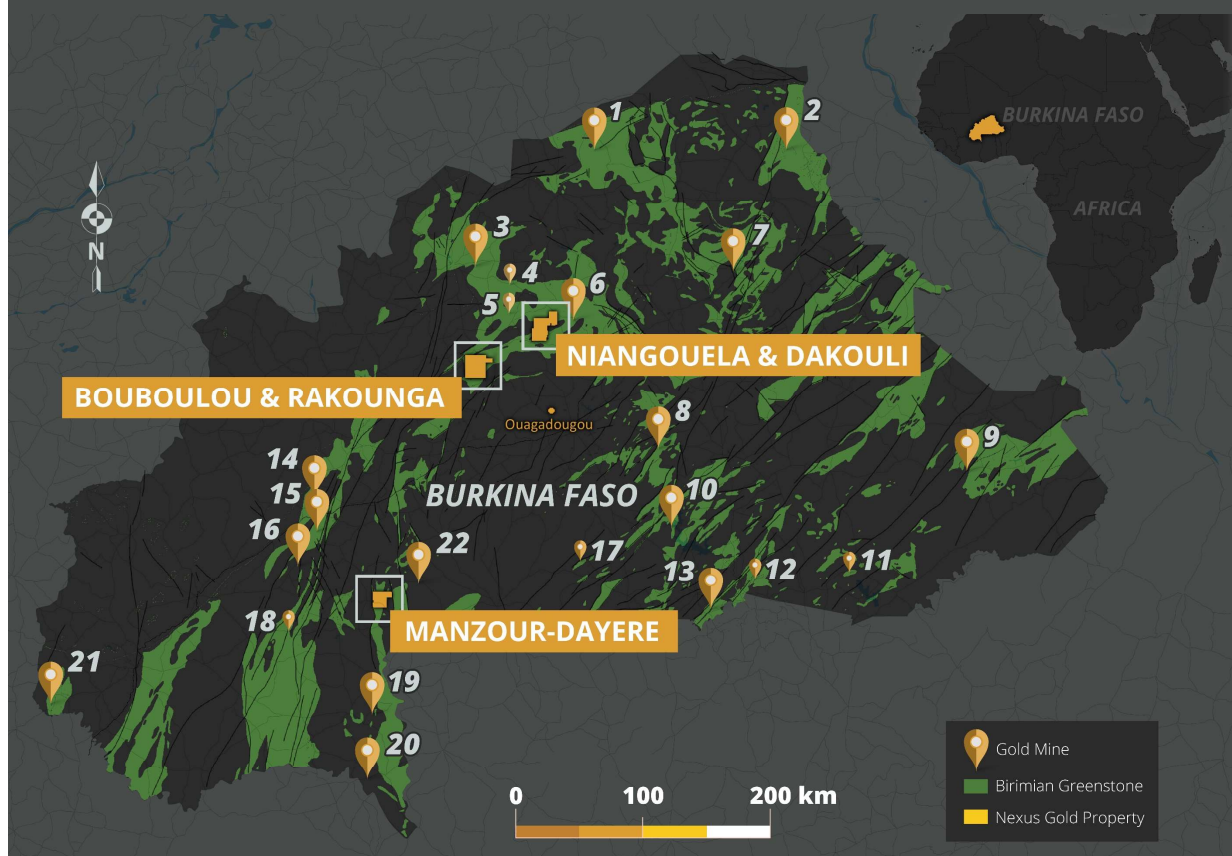 1
2
BURKINA FASO
AFRICA
3
7
4
6
5
N
NIANGOUELA & DAKOULI
BOUBOULOU & RAKOUNGA
8
Ouagadougou
9
14
BURKINA FASO
10
15
16
22
17
12
11
13
18
MANZOUR-DAYERE
21
19
20
0 100 200 km
Gold Mine
Birimian Greenstone
Nexus Gold Property